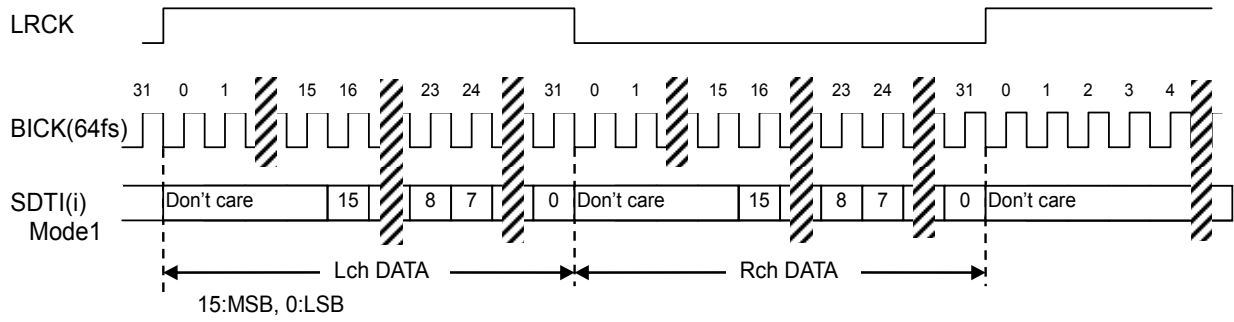 LRCK
31 0 1 15 16 23 24 31 0 1 15 16 23 24 31 0 1 2 3 4
BICK(64fs)
SDTI(i) Don't care 15 8 7 0 Don't care 15 8 7 0 Don't care
Mode1
Lch DATA Rch DATA
15:MSB, 0:LSB